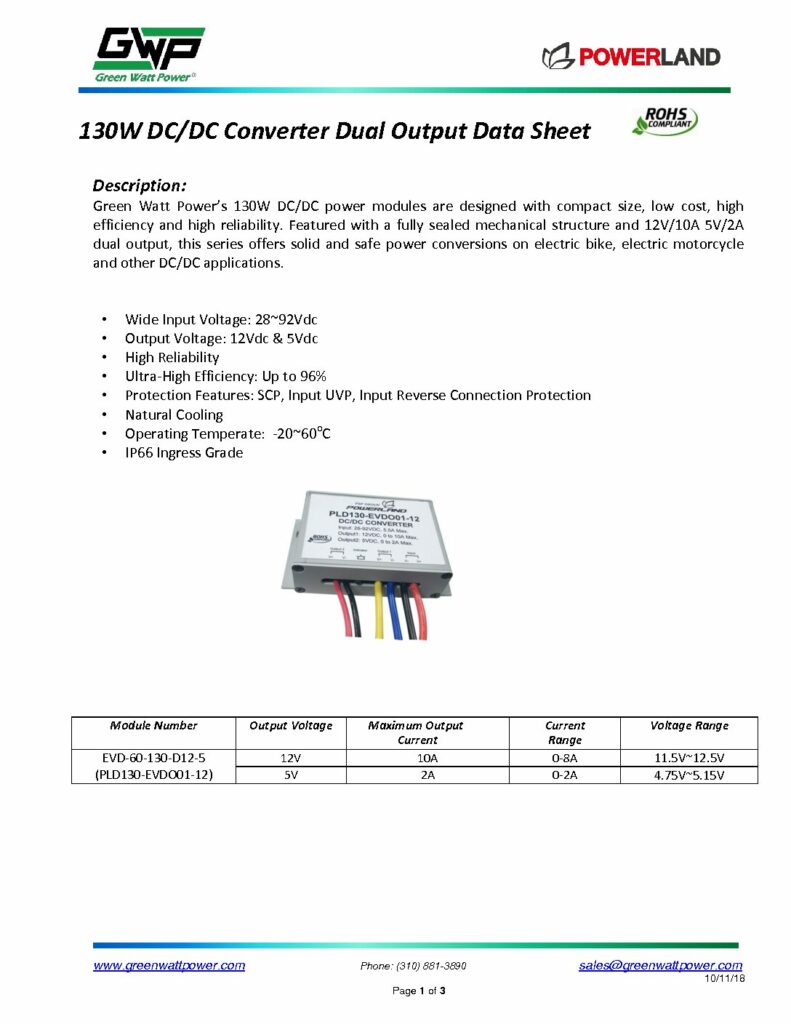 GWP
Green Watt Power®
POWERLAND
130W DC/DC Converter Dual Output Data Sheet
ROHS
COMPLIANT
Description:
Green Watt Power's 130W DC/DC power modules are designed with compact size, low cost, high
efficiency and high reliability. Featured with a fully sealed mechanical structure and 12V/10A 5V/2A
dual output, this series offers solid and safe power conversions on electric bike, electric motorcycle
and other DC/DC applications.
• Wide Input Voltage: 28~92Vdc
• Output Voltage: 12Vdc & 5Vdc
• High Reliability
• Ultra-High Efficiency: Up to 96%
• Protection Features: SCP, Input UVP, Input Reverse Connection Protection
• Natural Cooling
• Operating Temperate: -20~60°C
• IP66 Ingress Grade
POWERLAND
PLD130-EVDO01-12
DC/DC CONVERTER
Input: 28-92VDC, 5.5A Max.
Output1: 12VDC, 0 to 10A Max.
Output2: 5VDC, 0 to 2A Max.
ROHS
Module Number Output Voltage Maximum Output Current Current Range Voltage Range
EVD-60-130-D12-5 12V 10A 0-8A 11.5V~12.5V
(PLD130-EVDO01-12) 5V 2A 0-2A 4.75V~5.15V
www.greenwattpower.com Phone: (310) 881-3890 sales@greenwattpower.com
10/11/18
Page 1 of 3